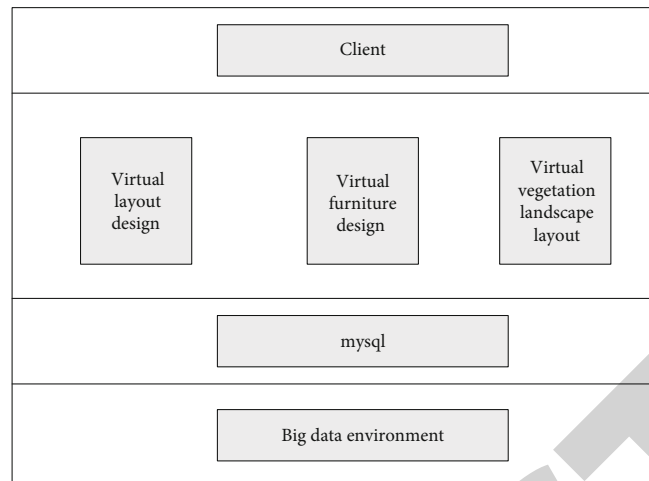 Client
Virtual
layout
design
Virtual
furniture
design
Virtual
vegetation
landscape
layout
mysql
Big data environment